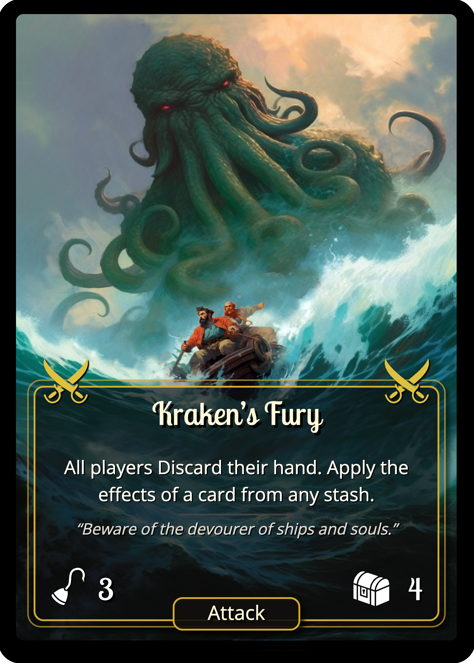 Kraken's Fury
All players Discard their hand. Apply the
effects of a card from any stash.
“Beware of the devourer of ships and souls.”
3
4
Attack